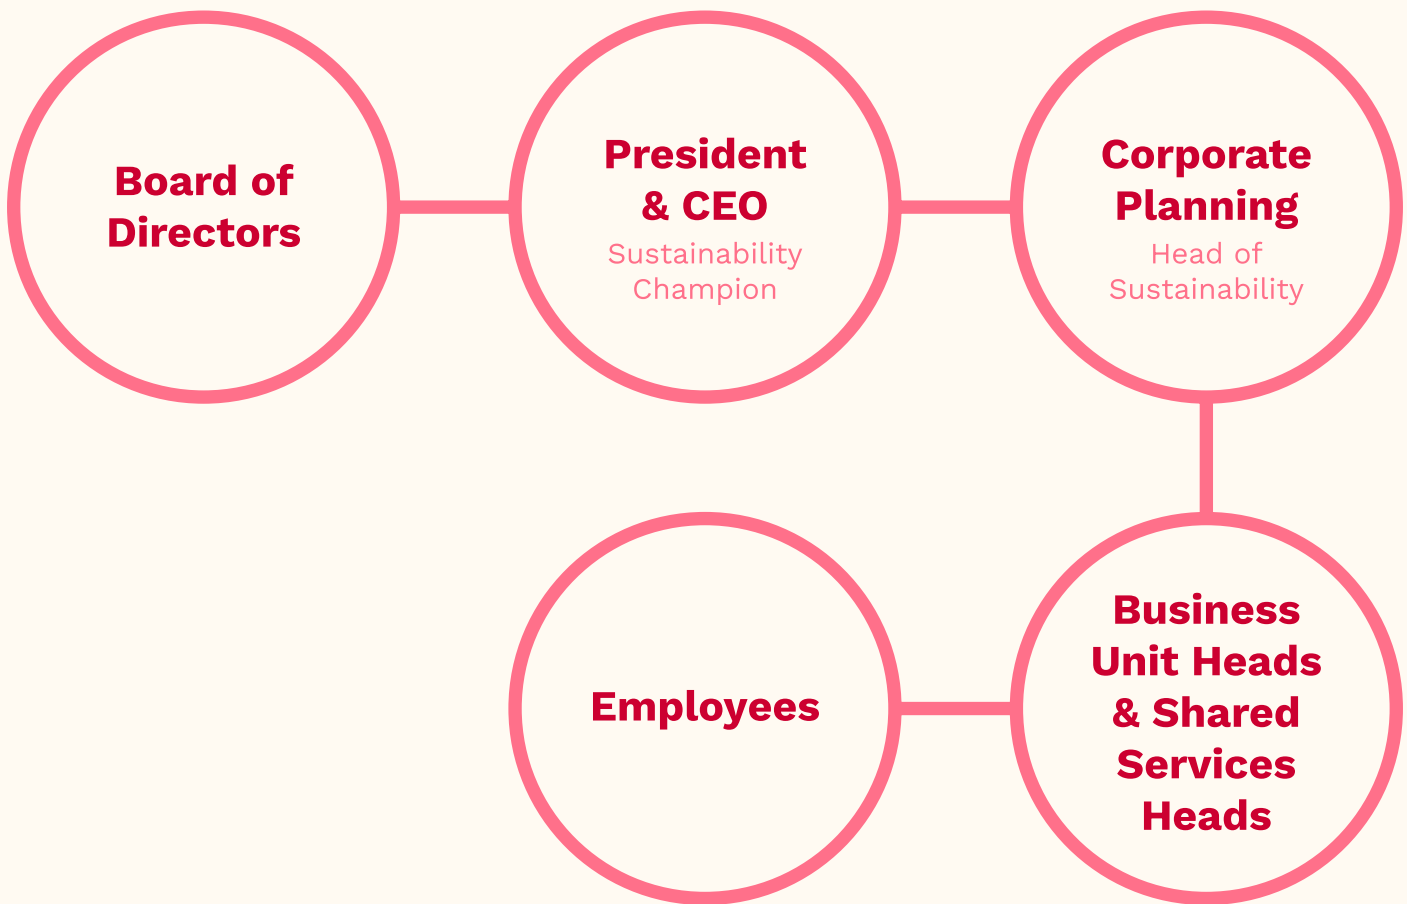 Board of
Directors
President
& CEO
Sustainability
Champion
Corporate
Planning
Head of
Sustainability
Employees
Business
Unit Heads
& Shared
Services
Heads